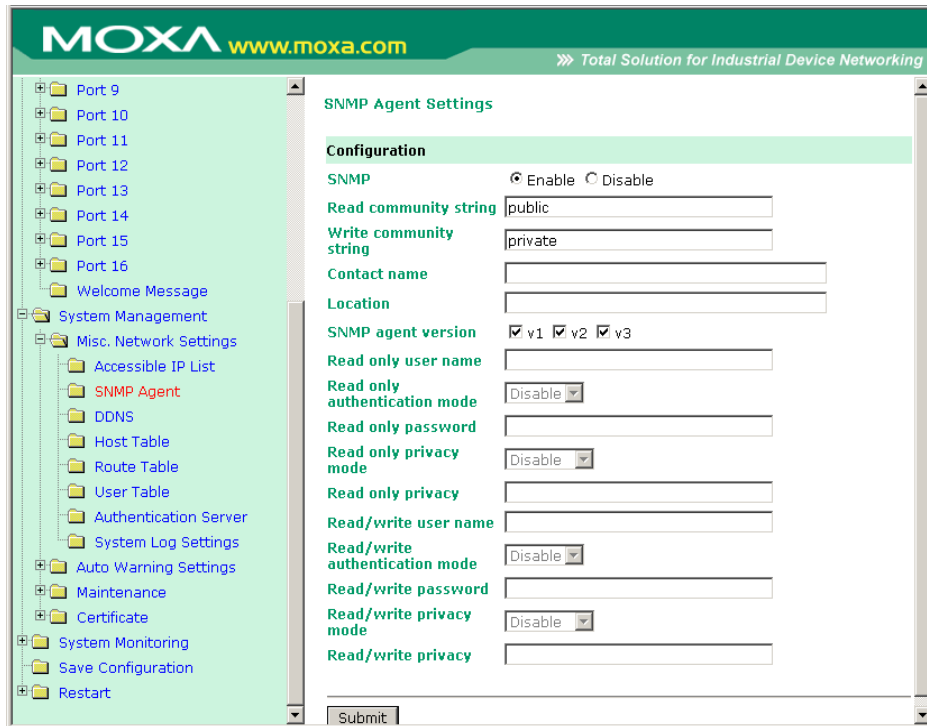 MOXA www.moxa.com
Total Solution for Industrial Device Networking
Port 9
Port 10
Port 11
Port 12
Port 13
Port 14
Port 15
Port 16
Welcome Message
System Management
Misc. Network Settings
Accessible IP List
SNMP Agent
DDNS
Host Table
Route Table
User Table
Authentication Server
System Log Settings
Auto Warning Settings
Maintenance
Certificate
System Monitoring
Save Configuration
Restart
SNMP Agent Settings
Configuration
SNMP Enable Disable
Read community string public
Write community
string private
Contact name
Location
SNMP agent version v1 v2 v3
Read only user name
Read only
authentication mode Disable
Read only password
Read only privacy
mode Disable
Read only privacy
Read/write user name
Read/write
authentication mode Disable
Read/write password
Read/write privacy
mode Disable
Read/write privacy
Submit